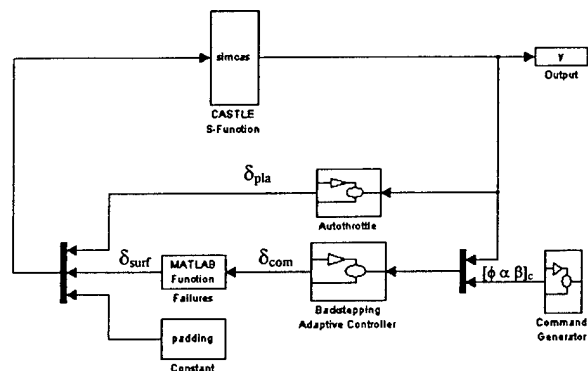 simcas
CASTLE
S-Function
y
Output
δpla
Autothrottle
δsurf
MATLAB
Function
Failures
δcom
Backstepping
Adaptive Controller
[ϕ α β]c
Command
Generator
padding
Constant